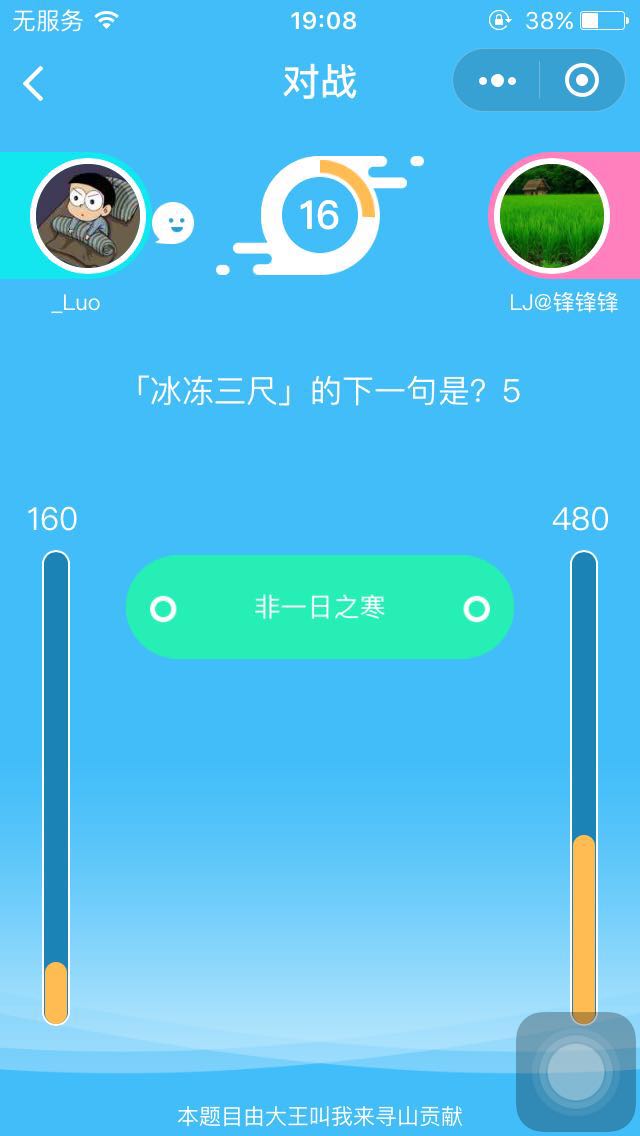 无服务 19:08 38%
对战
16
_Luo LJ@锋锋锋
「冰冻三尺」的下一句是？5
160 480
非一日之寒
本题目由大王叫我来寻山贡献